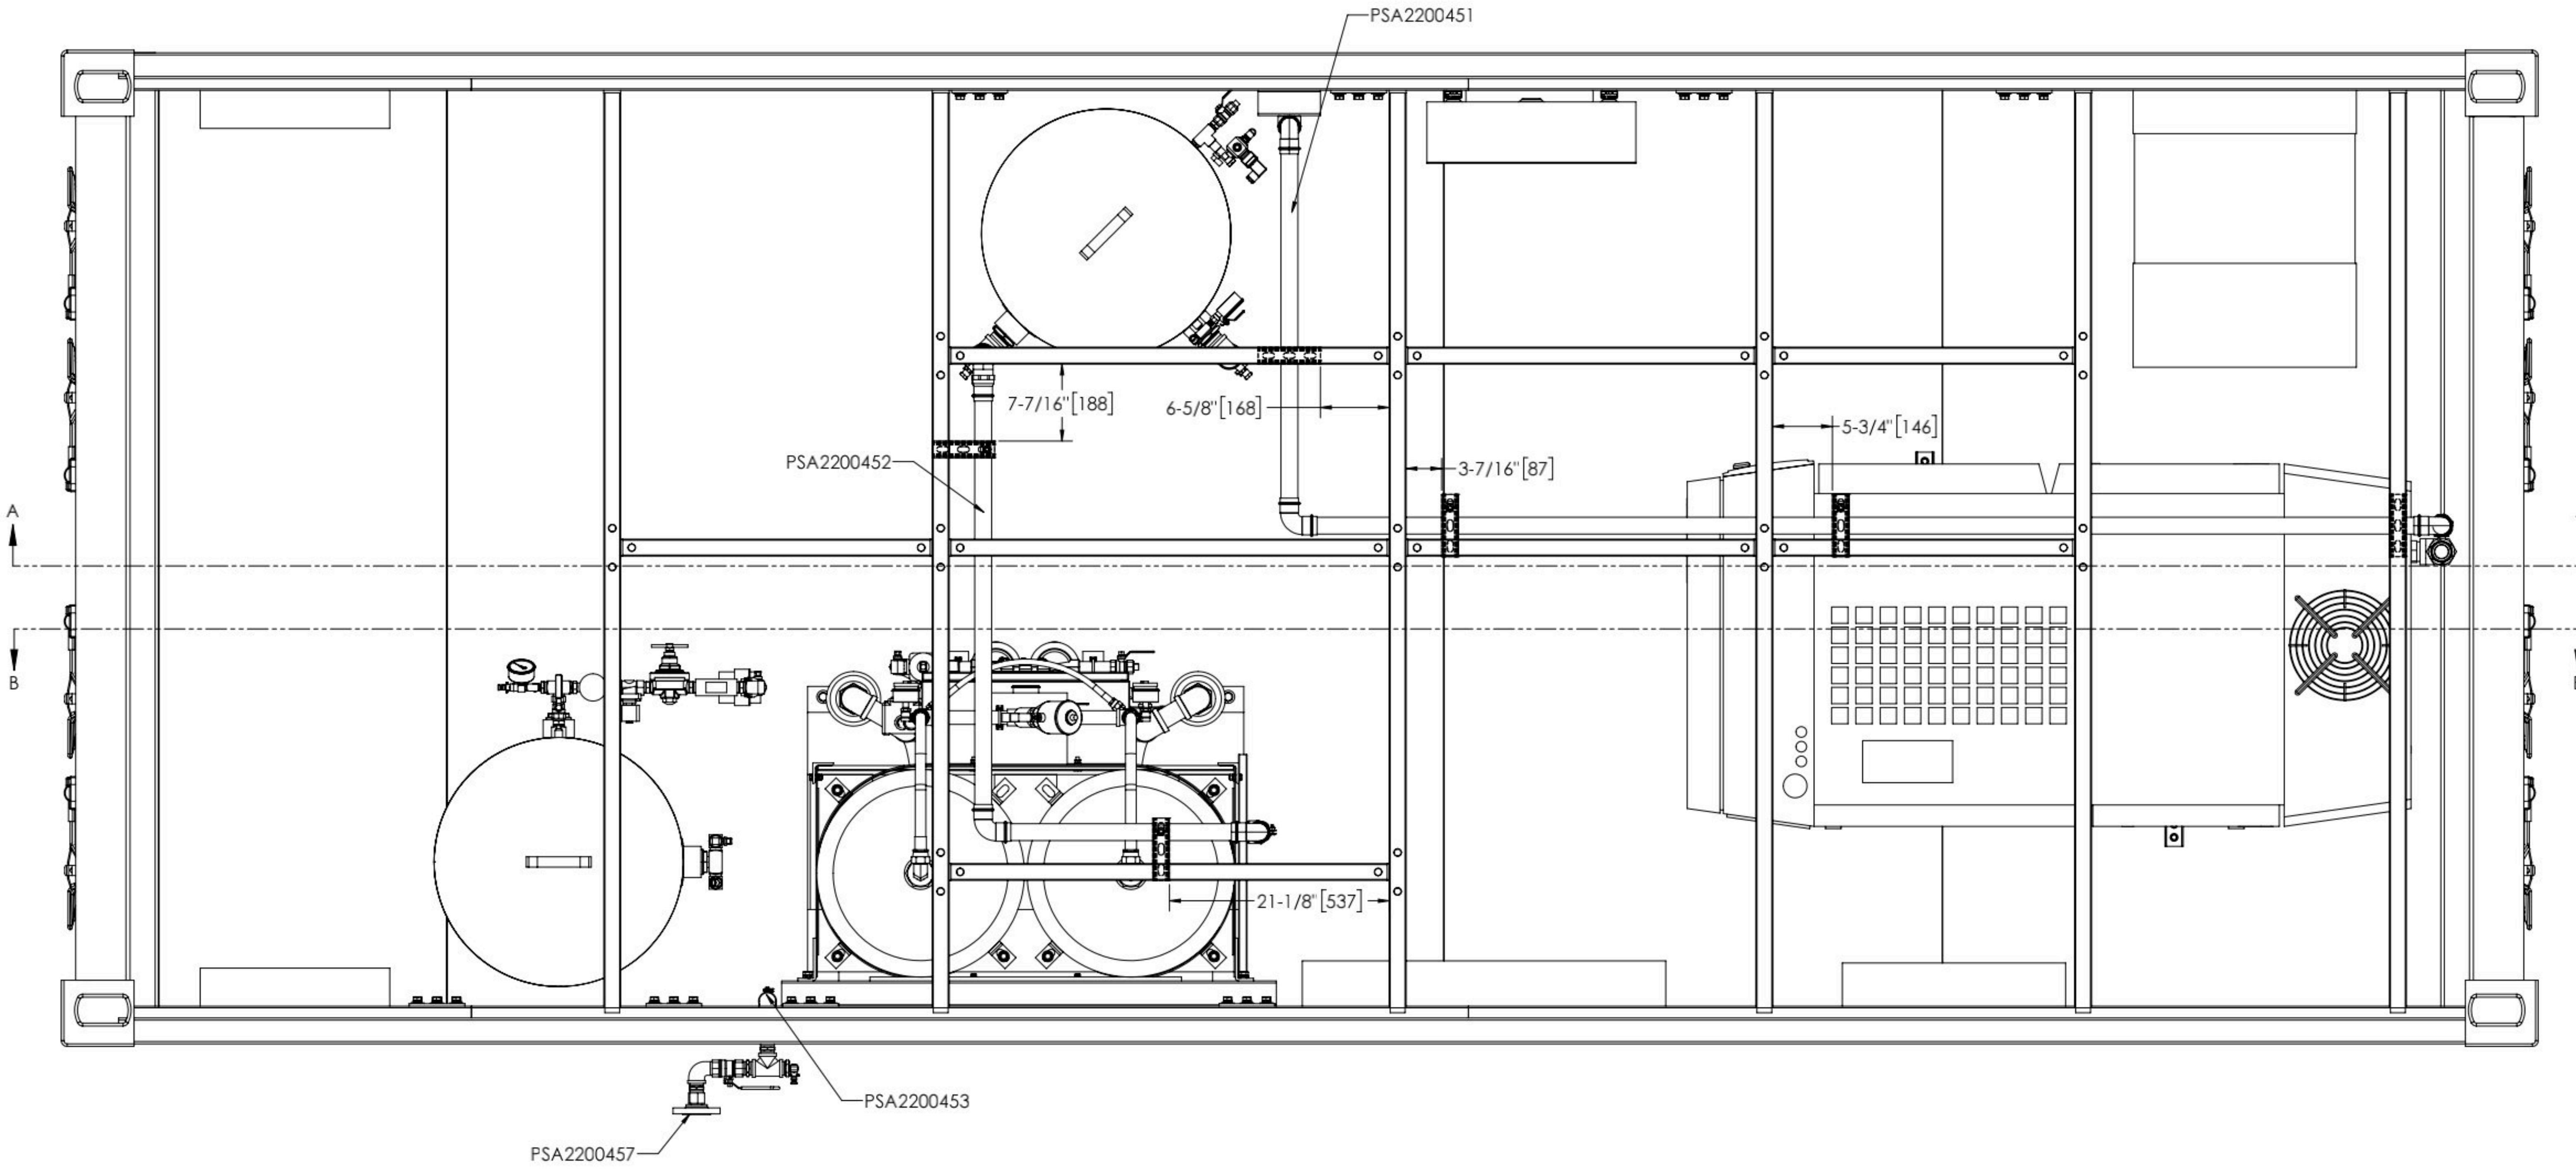 PSA2200451
7-7/16" [188]
6-5/8" [168]
5-3/4" [146]
PSA2200452
3-7/16" [87]
A
B
21-1/8" [537]
PSA2200453
PSA2200457